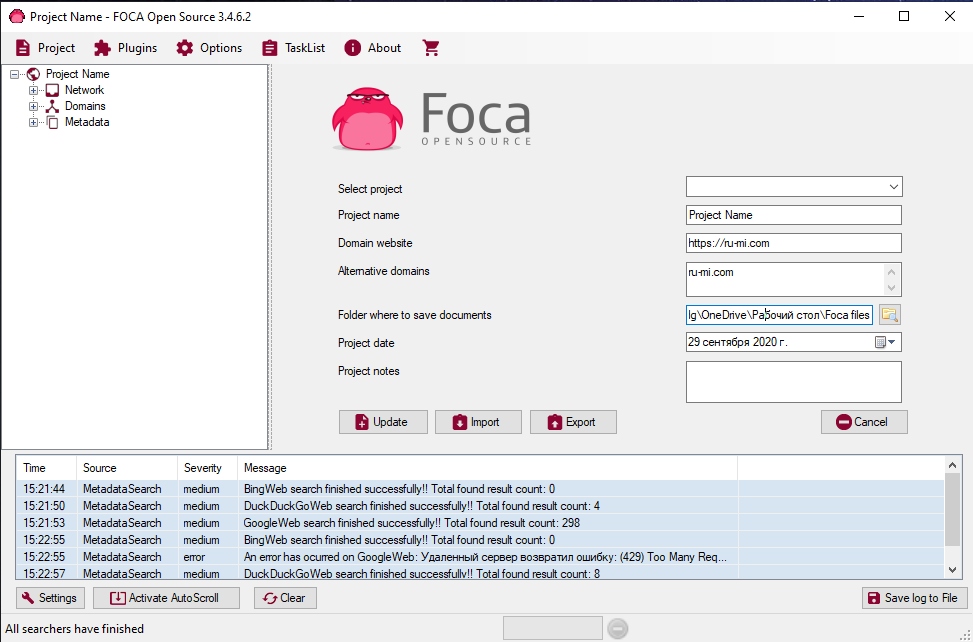 Project Name - FOCA Open Source 3.4.6.2
Project Plugins Options TaskList About
Project Name
Network
Domains
Metadata
Foca
OPENSOURCE
Select project
Project name Project Name
Domain website https://ru-mi.com
Alternative domains ru-mi.com
Folder where to save documents lg\OneDrive\Рабочий стол\Foca files
Project date 29 сентября 2020 г.
Project notes
Update Import Export Cancel
Time Source Severity Message
15:21:44 MetadataSearch medium BingWeb search finished successfully!! Total found result count: 0
15:21:50 MetadataSearch medium DuckDuckGoWeb search finished successfully!! Total found result count: 4
15:21:53 MetadataSearch medium GoogleWeb search finished successfully!! Total found result count: 298
15:22:55 MetadataSearch medium BingWeb search finished successfully!! Total found result count: 0
15:22:55 MetadataSearch error An error has ocurred on GoogleWeb: Удаленный сервер возвратил ошибку: (429) Too Many Req...
15:22:57 MetadataSearch medium DuckDuckGoWeb search finished successfully!! Total found result count: 8
Settings Activate AutoScroll Clear Save log to File
All searchers have finished